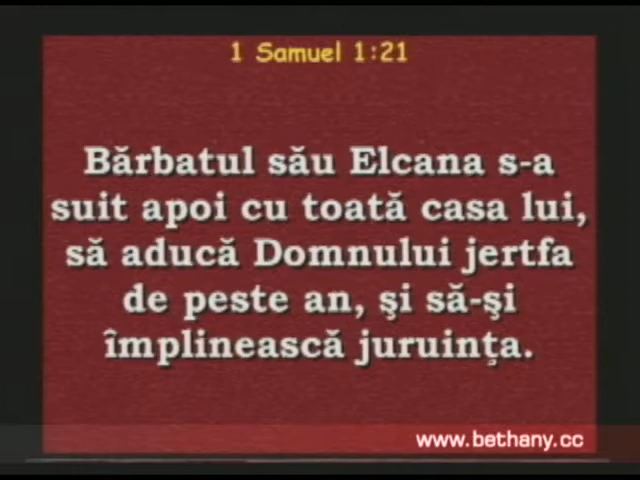 1 Samuel 1:21
Bărbatul său Elcana s-a
suit apoi cu toată casa lui,
să aducă Domnului jertfa
de peste an, şi să-şi
împlinească juruinţa.
www.bethany.cc